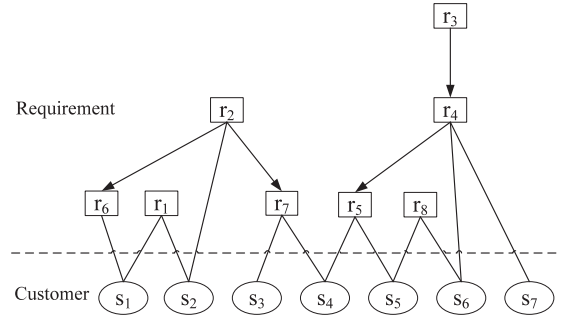 r₃
Requirement r₂ r₄
r₆ r₁ r₇ r₅ r₈
Customer s₁ s₂ s₃ s₄ s₅ s₆ s₇